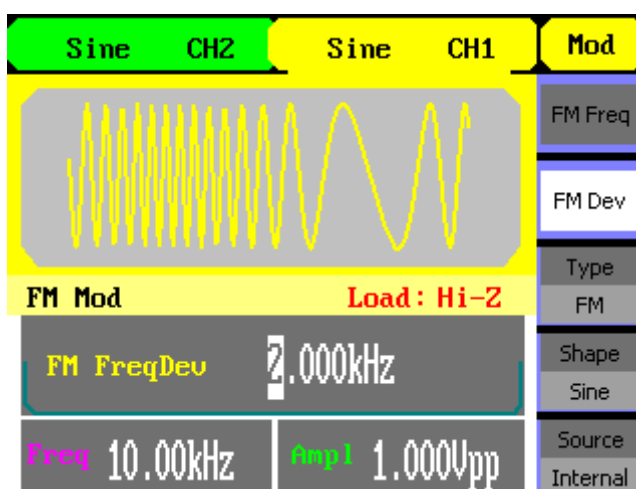 Sine CH2 Sine CH1 Mod
FM Freq
FM Dev
Type
FM
FM Mod Load: Hi-Z
FM FreqDev 2.000kHz
Shape
Sine
Freq 10.00kHz Ampl 1.000Vpp
Source
Internal